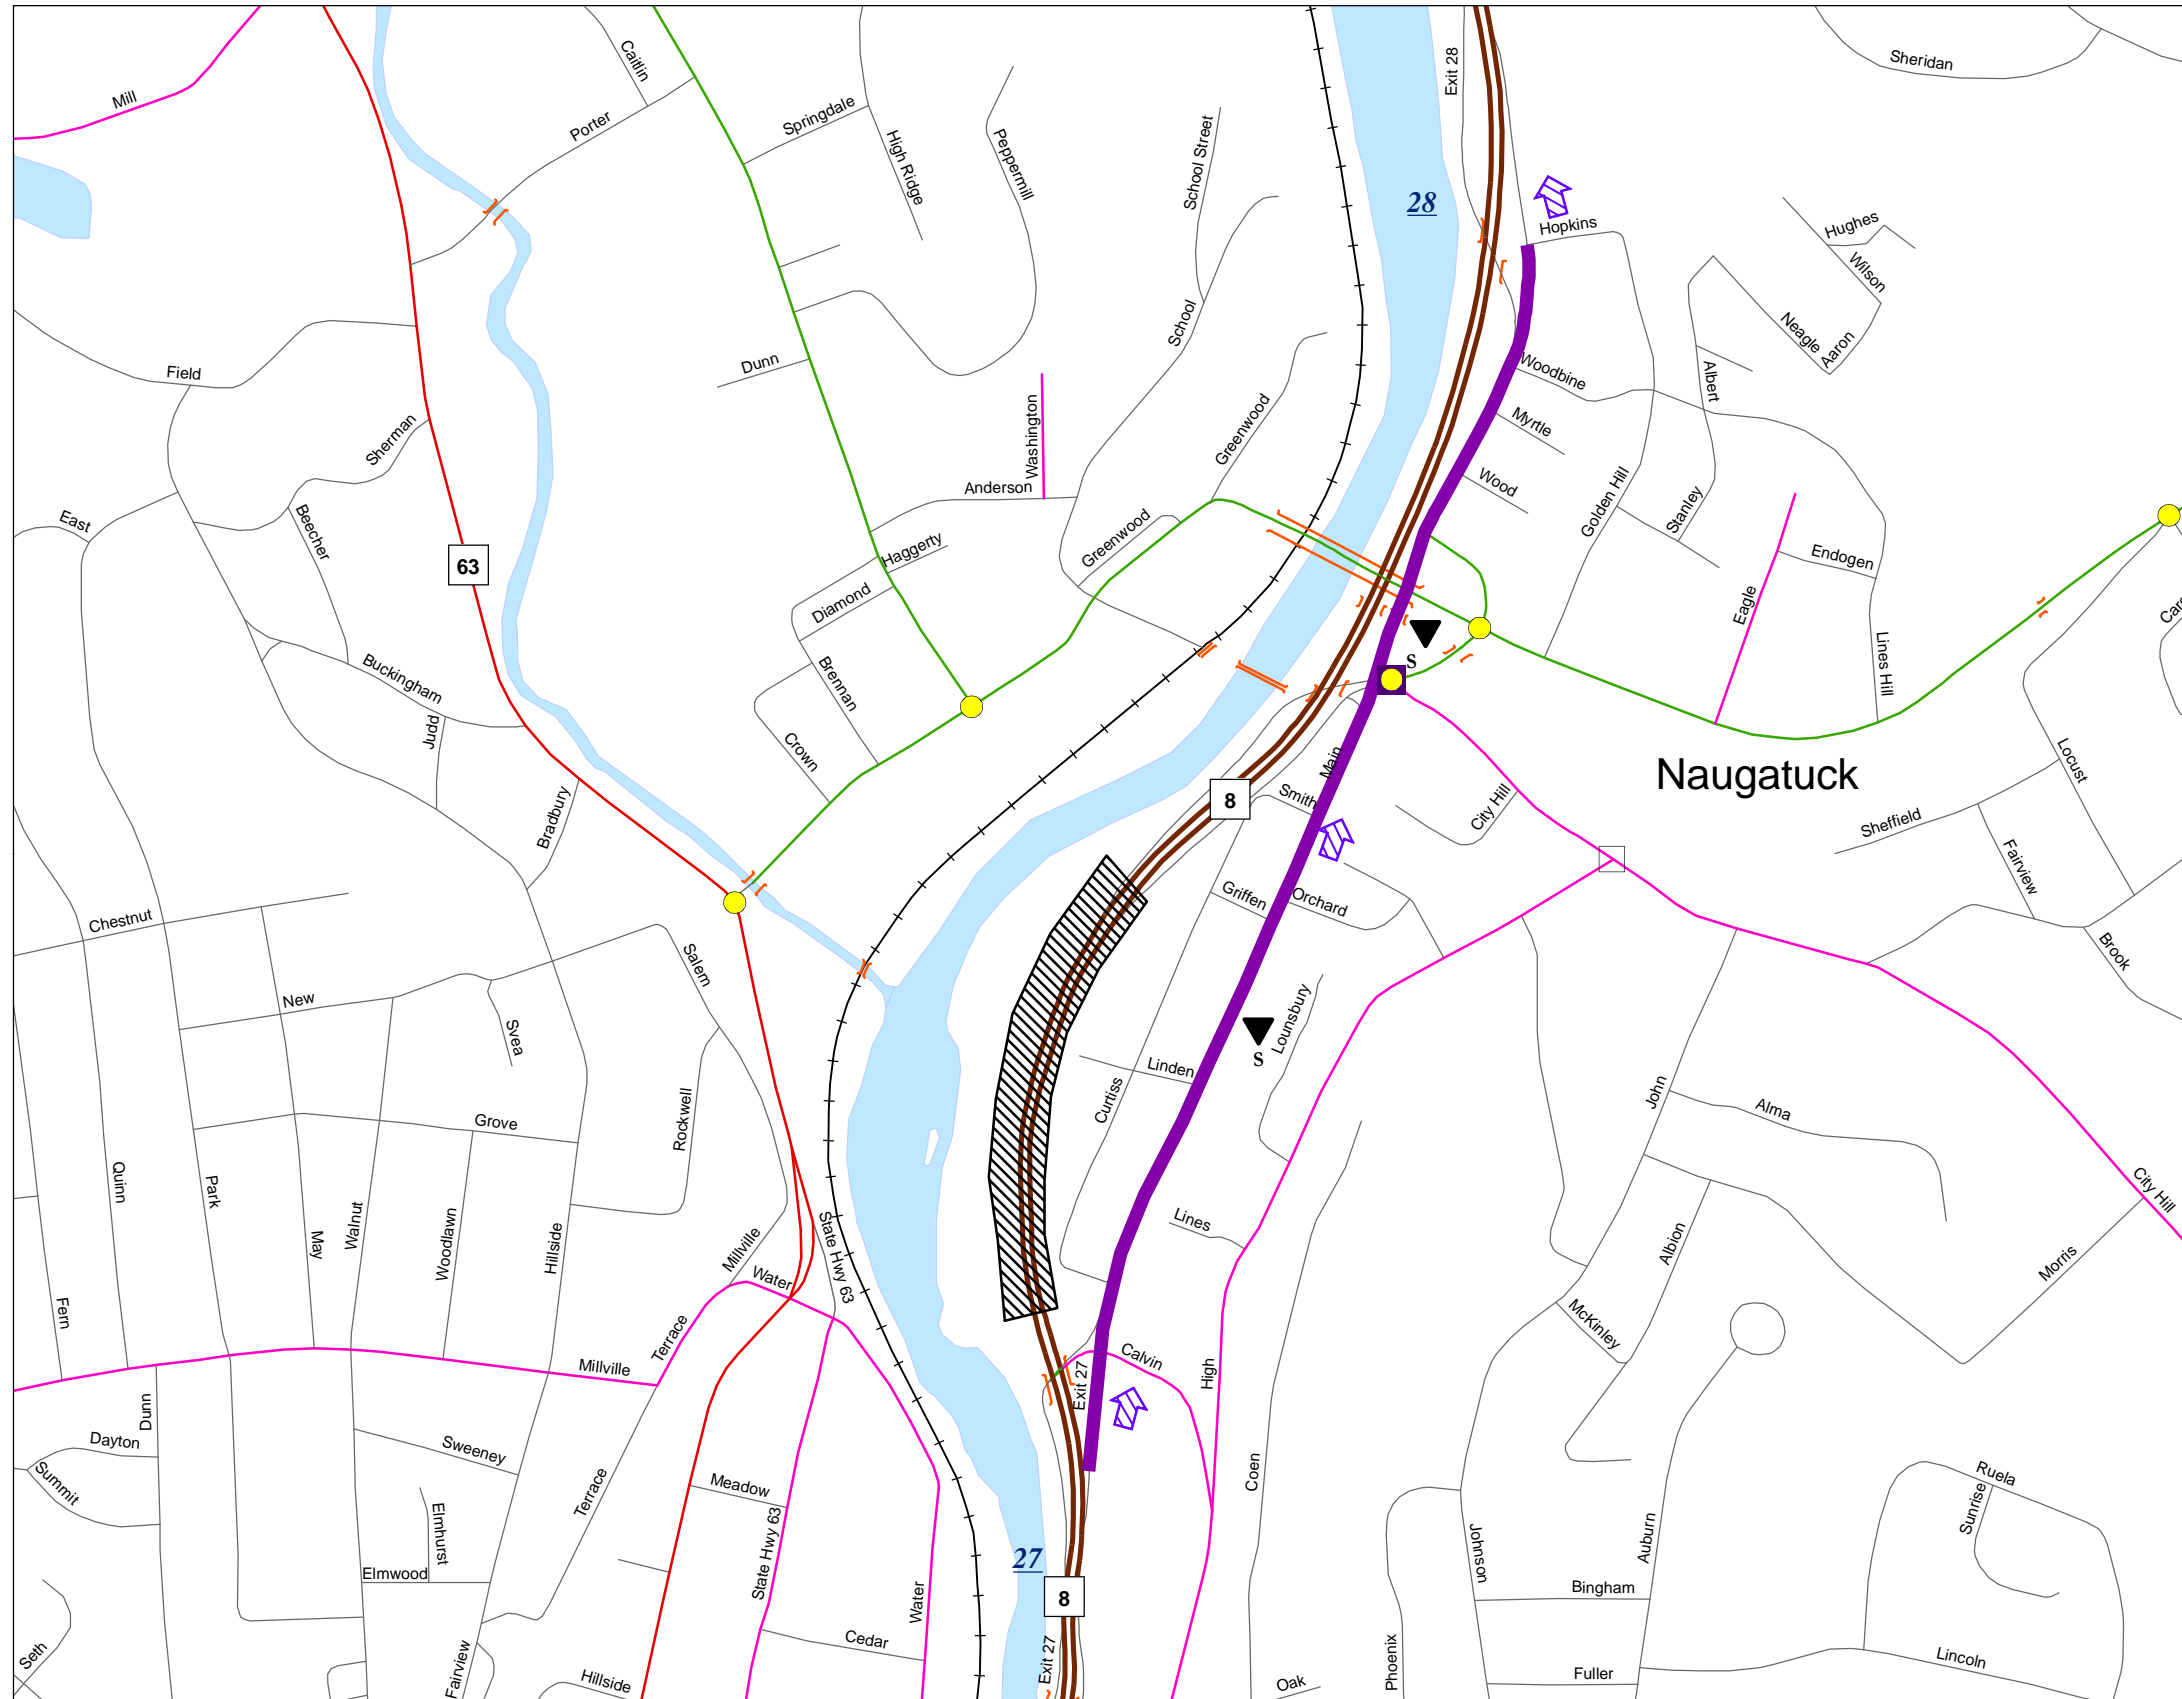 Caitlin
Exit 28
Sheridan
Mill
Springdale
Porter
High Ridge
Peppermill
School Street
28
Hopkins
Hughes
Wilson
School
Neagle
Aaron
Field
Dunn
Woodbine
Albert
Washington
Greenwood
Myrtle
Sherman
Anderson
Wood
Golden Hill
Stanley
East
Beecher
Greenwood
Haggerty
Endogen
63
Diamond
Eagle
S
Lines Hill
Buckingham
Brennan
Judd
Crown
Main
Locust
Naugatuck
8
Smith
City Hill
Bradbury
Sheffield
Fairview
Griffen
Orchard
Chestnut
Salem
Brook
New
Svea
Lounsbury
S
Linden
Curtiss
John
Alma
Rockwell
Grove
Quinn
Park
May
Walnut
Woodlawn
Hillside
Millville
State Hwy 63
Lines
City Hill
Albion
Morris
Water
Fern
Terrace
McKinley
Millville
Calvin
High
Exit 27
Dunn
Dayton
Sweeney
Summit
Terrace
Meadow
Coen
Ruela
Sunrise
Elmhurst
State Hwy 63
Johnson
Auburn
27
Elmwood
8
Bingham
Water
Cedar
Seth
Fairview
Exit 27
Phoenix
Lincoln
Hillside
Oak
Fuller